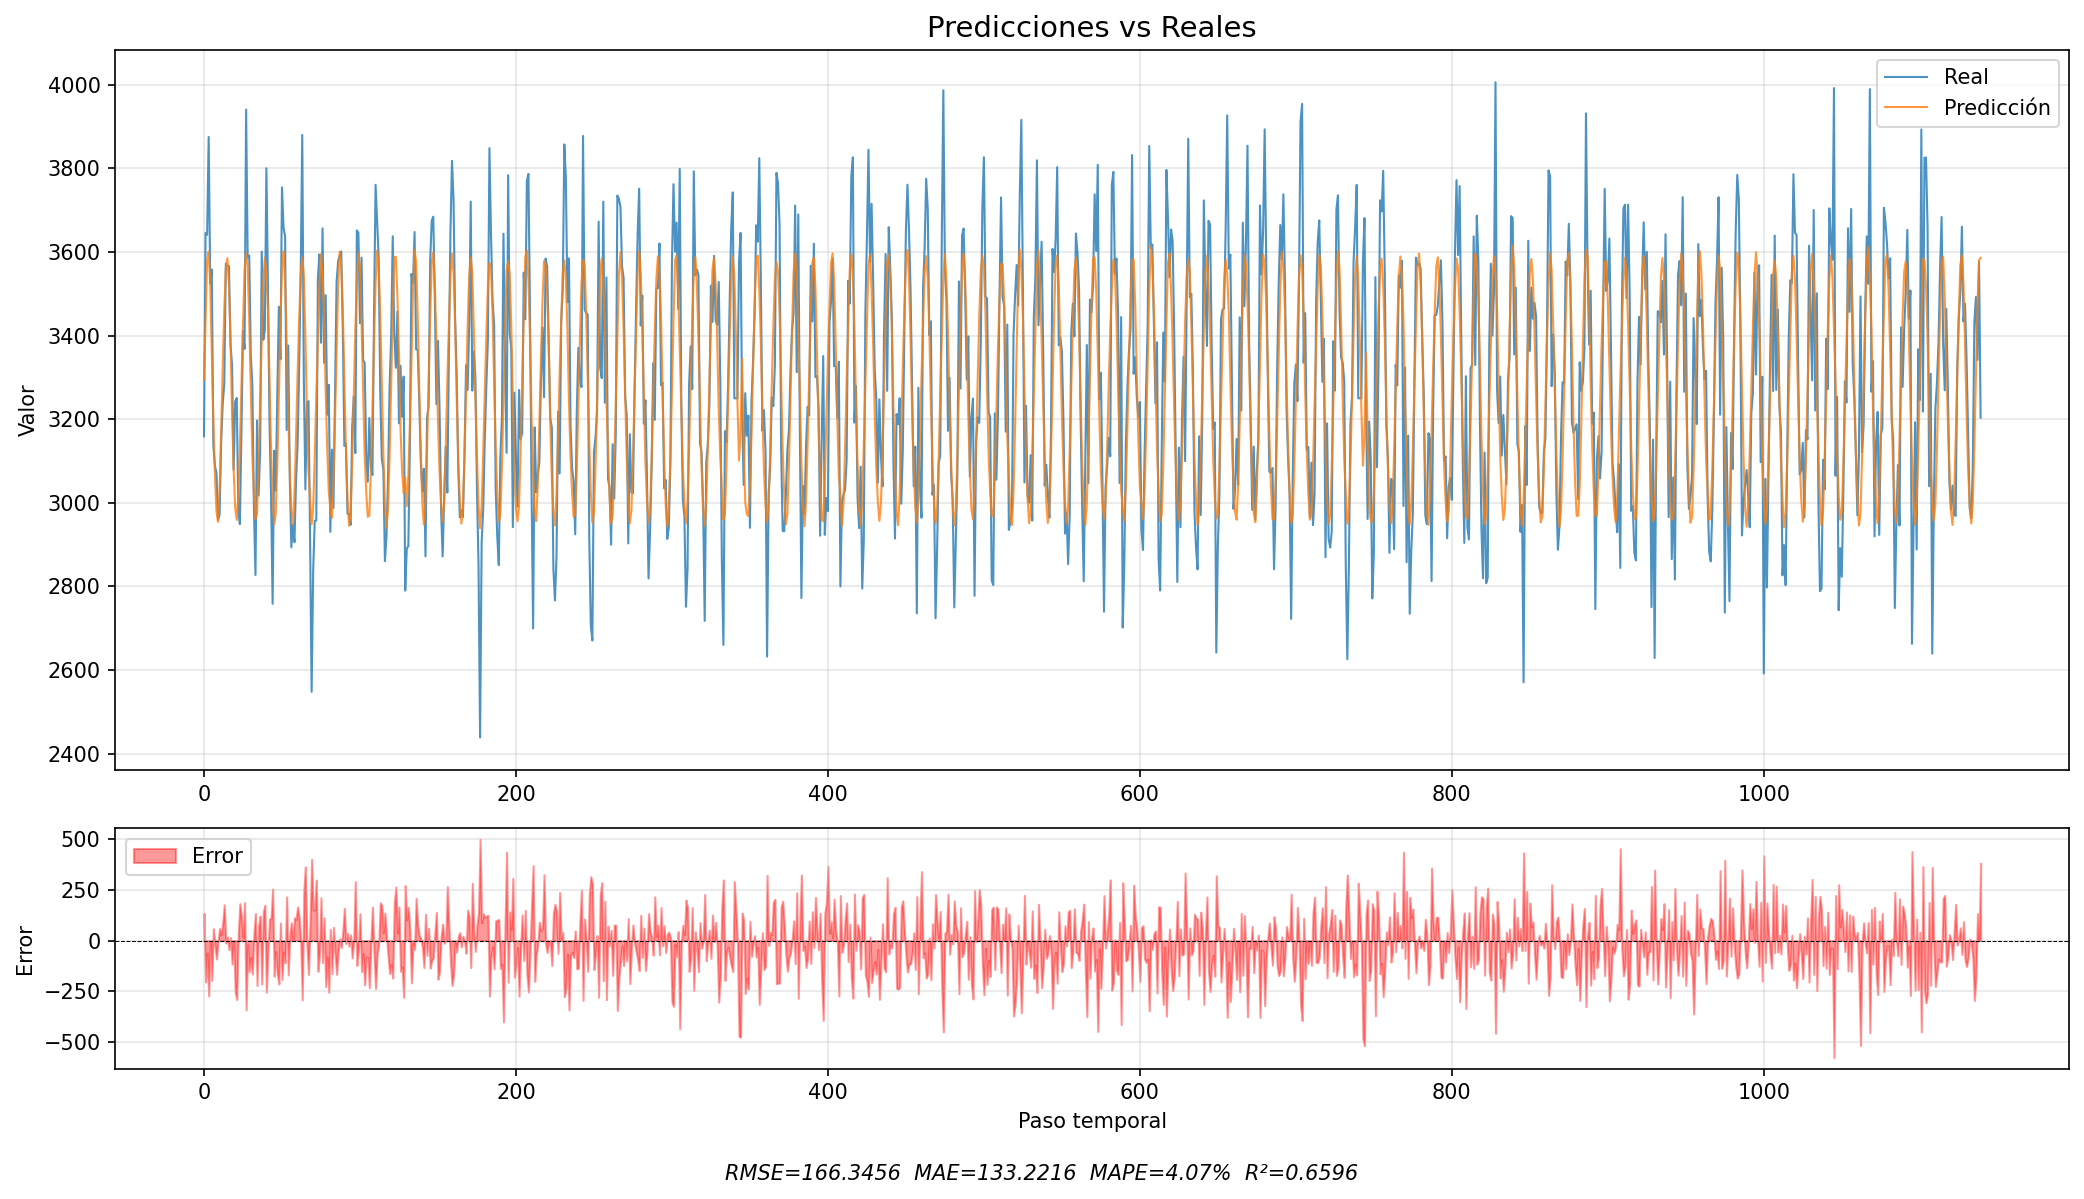 Predicciones vs Reales
Real
Predicción
Valor
4000
3800
3600
3400
3200
3000
2800
2600
2400
0 200 400 600 800 1000
Error
Error
500
250
0
−250
−500
0 200 400 600 800 1000
Paso temporal
RMSE=166.3456 MAE=133.2216 MAPE=4.07% R²=0.6596